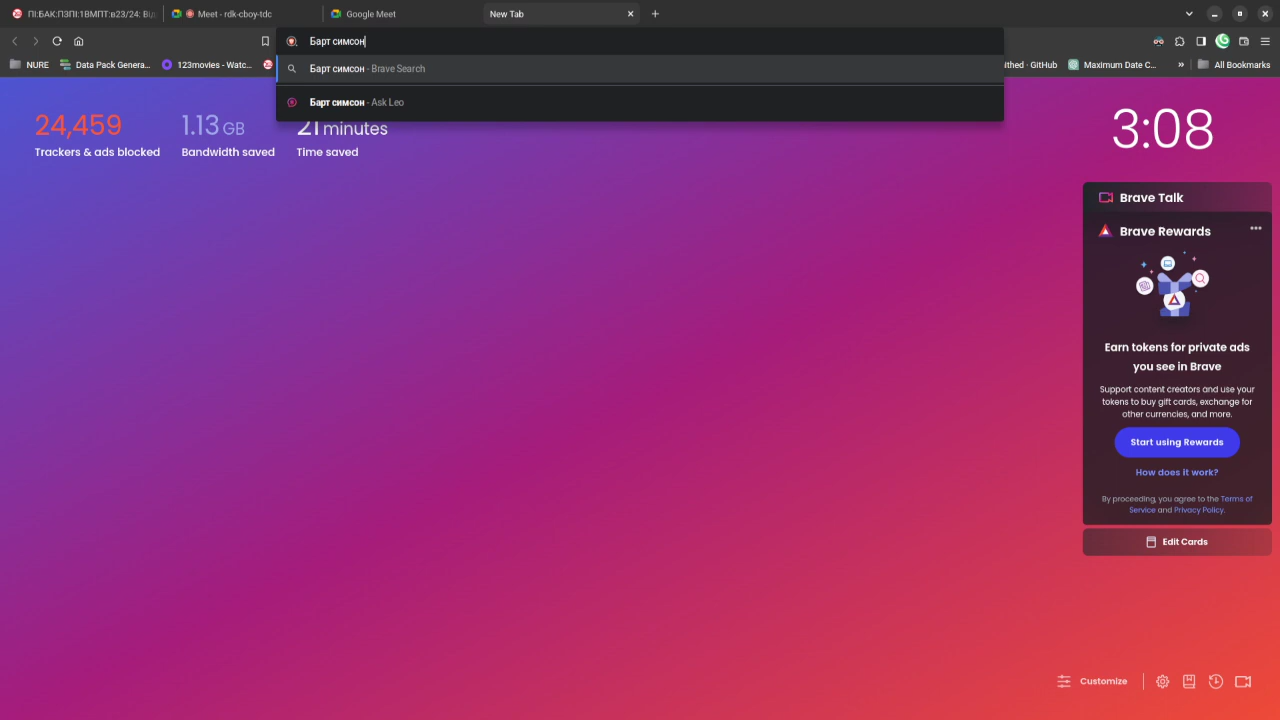 ПІ:БАК:ПЗПІ:1ВМПТ:в23/24: Від
Meet - rdk-cboy-tdc
Google Meet
New Tab
Барт симсон
NURE
Data Pack Genera...
123movies - Watc...
ithed · GitHub
Maximum Date C...
»
All Bookmarks
Барт симсон - Brave Search
Барт симсон - Ask Leo
24,459
Trackers & ads blocked
1.13 GB
Bandwidth saved
21 minutes
Time saved
3:08
Brave Talk
Brave Rewards
Earn tokens for private ads
you see in Brave
Support content creators and use your
tokens to buy gift cards, exchange for
other currencies, and more.
Start using Rewards
How does it work?
By proceeding, you agree to the Terms of
Service and Privacy Policy.
Edit Cards
Customize